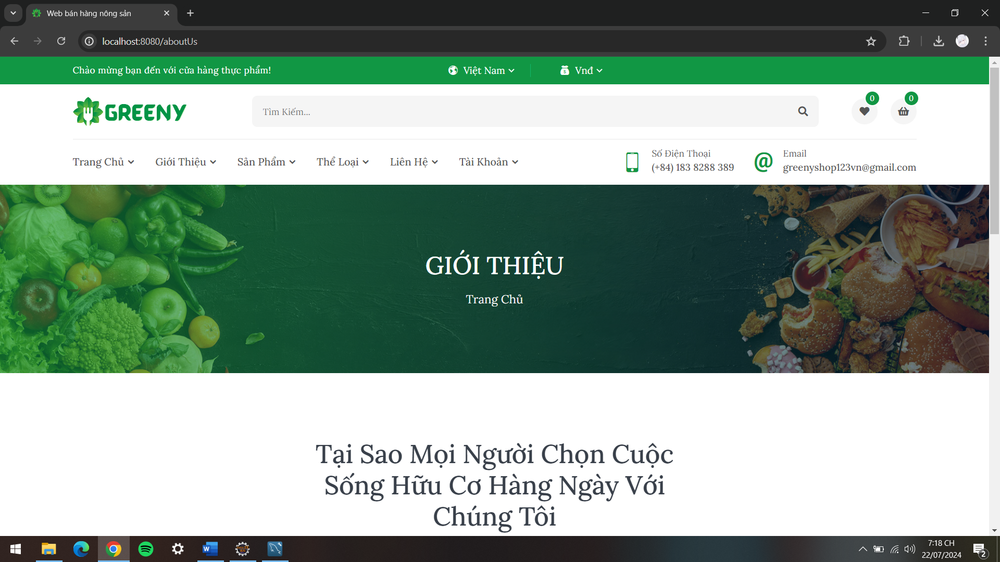 Web bán hàng nông sản
localhost:8080/aboutUs
Chào mừng bạn đến với cửa hàng thực phẩm!
Việt Nam
Vnđ
GREENY
Tìm Kiếm...
0
0
Trang Chủ
Giới Thiệu
Sản Phẩm
Thể Loại
Liên Hệ
Tài Khoản
Số Điện Thoại
(+84) 183 8288 389
@
Email
greenyshop123vn@gmail.com
GIỚI THIỆU
Trang Chủ
Tại Sao Mọi Người Chọn Cuộc
Sống Hữu Cơ Hàng Ngày Với
Chúng Tôi
7:18 CH
22/07/2024
2